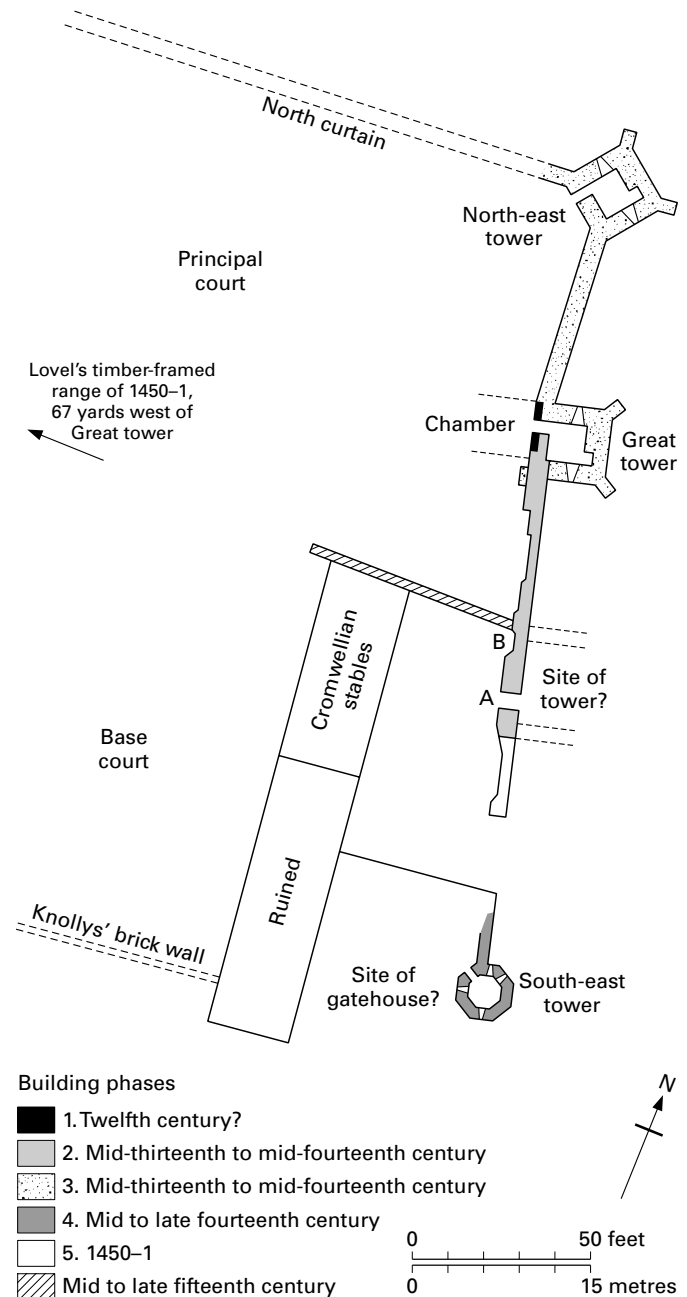 North curtain
North-east
tower
Principal
court
Lovel's timber-framed
range of 1450–1,
67 yards west of
Great tower
Chamber
Great
tower
B
Cromwellian
stables
A
Site of
tower?
Base
court
Ruined
Knollys' brick wall
Site of
gatehouse?
South-east
tower
Building phases
N
1. Twelfth century?
2. Mid-thirteenth to mid-fourteenth century
3. Mid-thirteenth to mid-fourteenth century
4. Mid to late fourteenth century
5. 1450–1
Mid to late fifteenth century
0 50 feet
0 15 metres